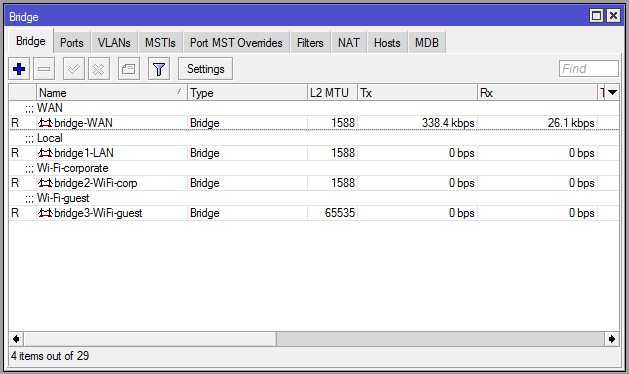 Bridge
Bridge Ports VLANs MSTIs Port MST Overrides Filters NAT Hosts MDB
Settings Find
Name Type L2 MTU Tx Rx T
;;; WAN
R bridge-WAN Bridge 1588 338.4 kbps 26.1 kbps
;;; Local
R bridge1-LAN Bridge 1588 0 bps 0 bps
;;; Wi-Fi-corporate
R bridge2-WiFi-corp Bridge 1588 0 bps 0 bps
;;; Wi-Fi-guest
R bridge3-WiFi-guest Bridge 65535 0 bps 0 bps
4 items out of 29